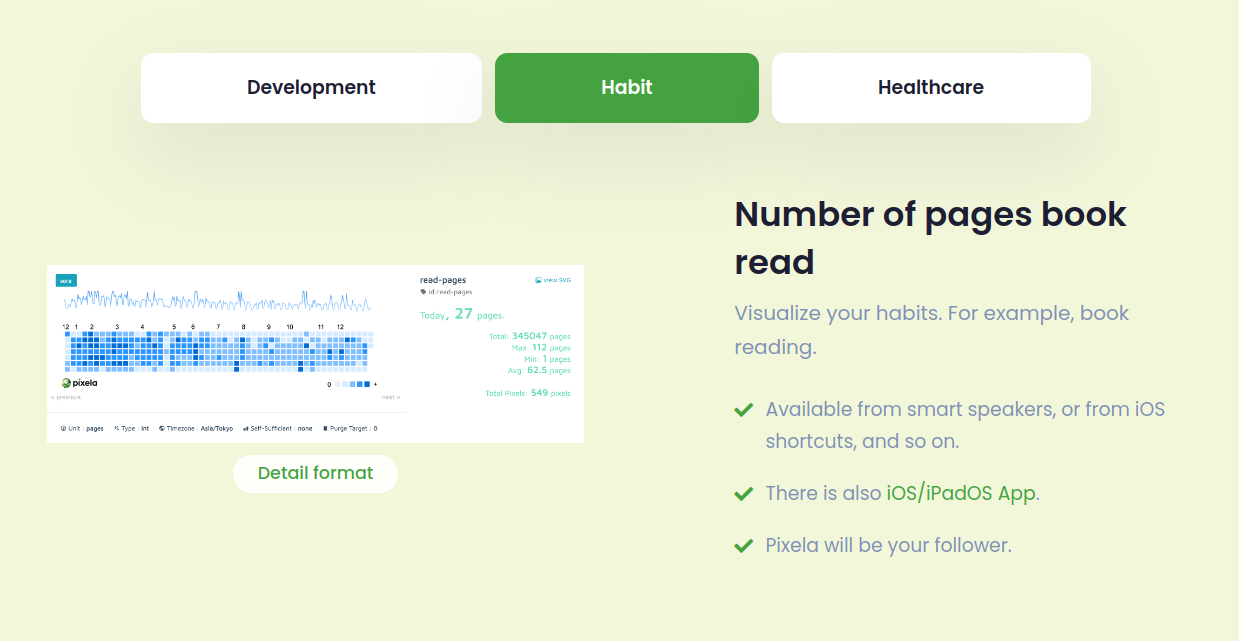 Development
Habit
Healthcare
Number of pages book
read
Visualize your habits. For example, book
reading.
Available from smart speakers, or from iOS
shortcuts, and so on.
There is also iOS/iPadOS App.
Pixela will be your follower.
sora
12 1 2 3 4 5 6 7 8 9 10 11 12
pixela
0 +
< previous
next >
Unit : pages Type : int Timezone : Asia/Tokyo Self-Sufficient : none Purge Target : 0
read-pages
view SVG
id:read-pages
Today, 27 pages.
Total: 345047 pages
Max: 112 pages
Min: 1 pages
Avg: 62.5 pages
Total Pixels: 549 pixels
Detail format